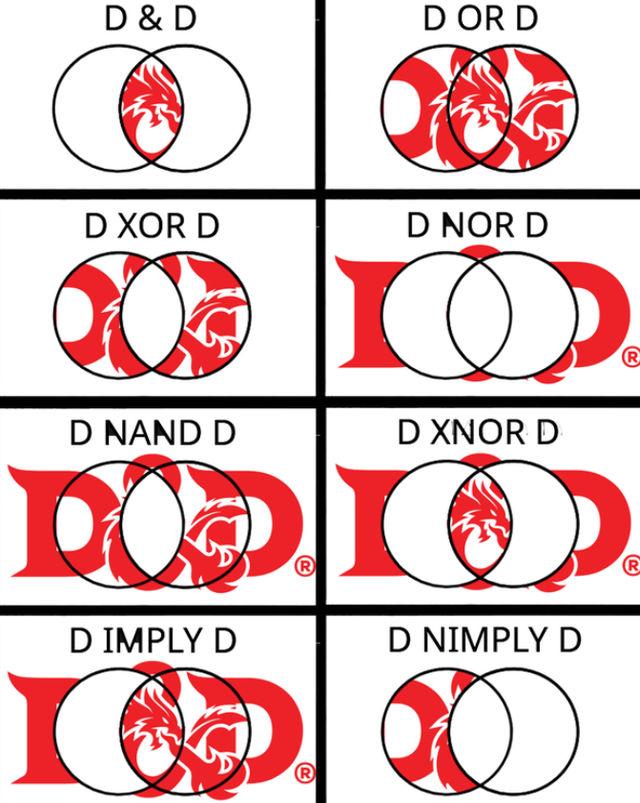 D & D
D OR D
D XOR D
D NOR D
®
D NAND D
D XNOR D
®
®
D IMPLY D
D NIMPLY D
®